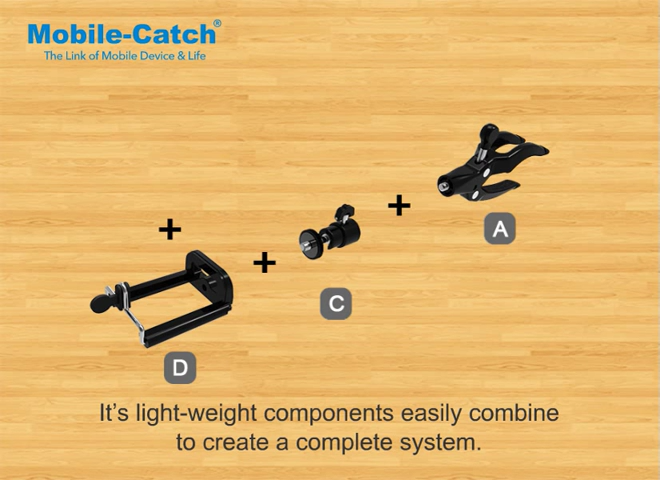 Mobile-Catch®
The Link of Mobile Device & Life
+
+
+
A
C
D
It’s light-weight components easily combine
to create a complete system.